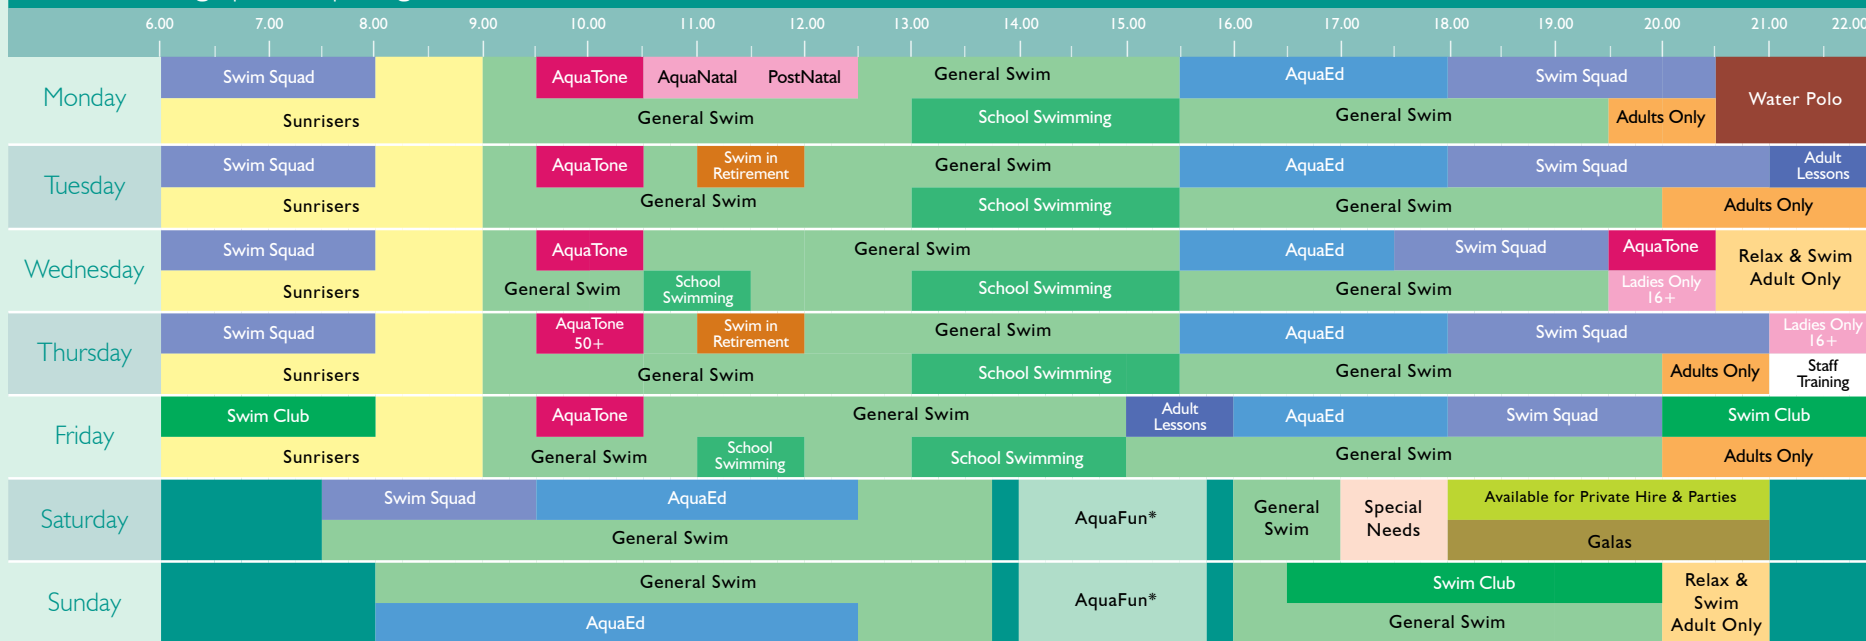 6.00 7.00 8.00 9.00 10.00 11.00 12.00 13.00 14.00 15.00 16.00 17.00 18.00 19.00 20.00 21.00 22.00
Monday
Swim Squad AquaTone AquaNatal PostNatal General Swim AquaEd Swim Squad Water Polo
Sunrisers General Swim School Swimming General Swim Adults Only
Tuesday
Swim Squad AquaTone Swim in
Retirement
General Swim AquaEd Swim Squad Adult
Lessons
Sunrisers General Swim School Swimming General Swim Adults Only
Wednesday
Swim Squad AquaTone General Swim AquaEd Swim Squad AquaTone Relax & Swim
Adult Only
Sunrisers General Swim School
Swimming
School Swimming General Swim Ladies Only
16+
Thursday
Swim Squad AquaTone
50+
Swim in
Retirement
General Swim AquaEd Swim Squad Ladies Only
16+
Sunrisers General Swim School Swimming General Swim Adults Only Staff
Training
Friday
Swim Club AquaTone General Swim Adult
Lessons
AquaEd Swim Squad Swim Club
Sunrisers General Swim School
Swimming
School Swimming General Swim Adults Only
Saturday
Swim Squad AquaEd AquaFun* General
Swim
Special
Needs
Available for Private Hire & Parties
General Swim Galas
Sunday
General Swim AquaFun* Swim Club Relax &
Swim
Adult Only
AquaEd General Swim